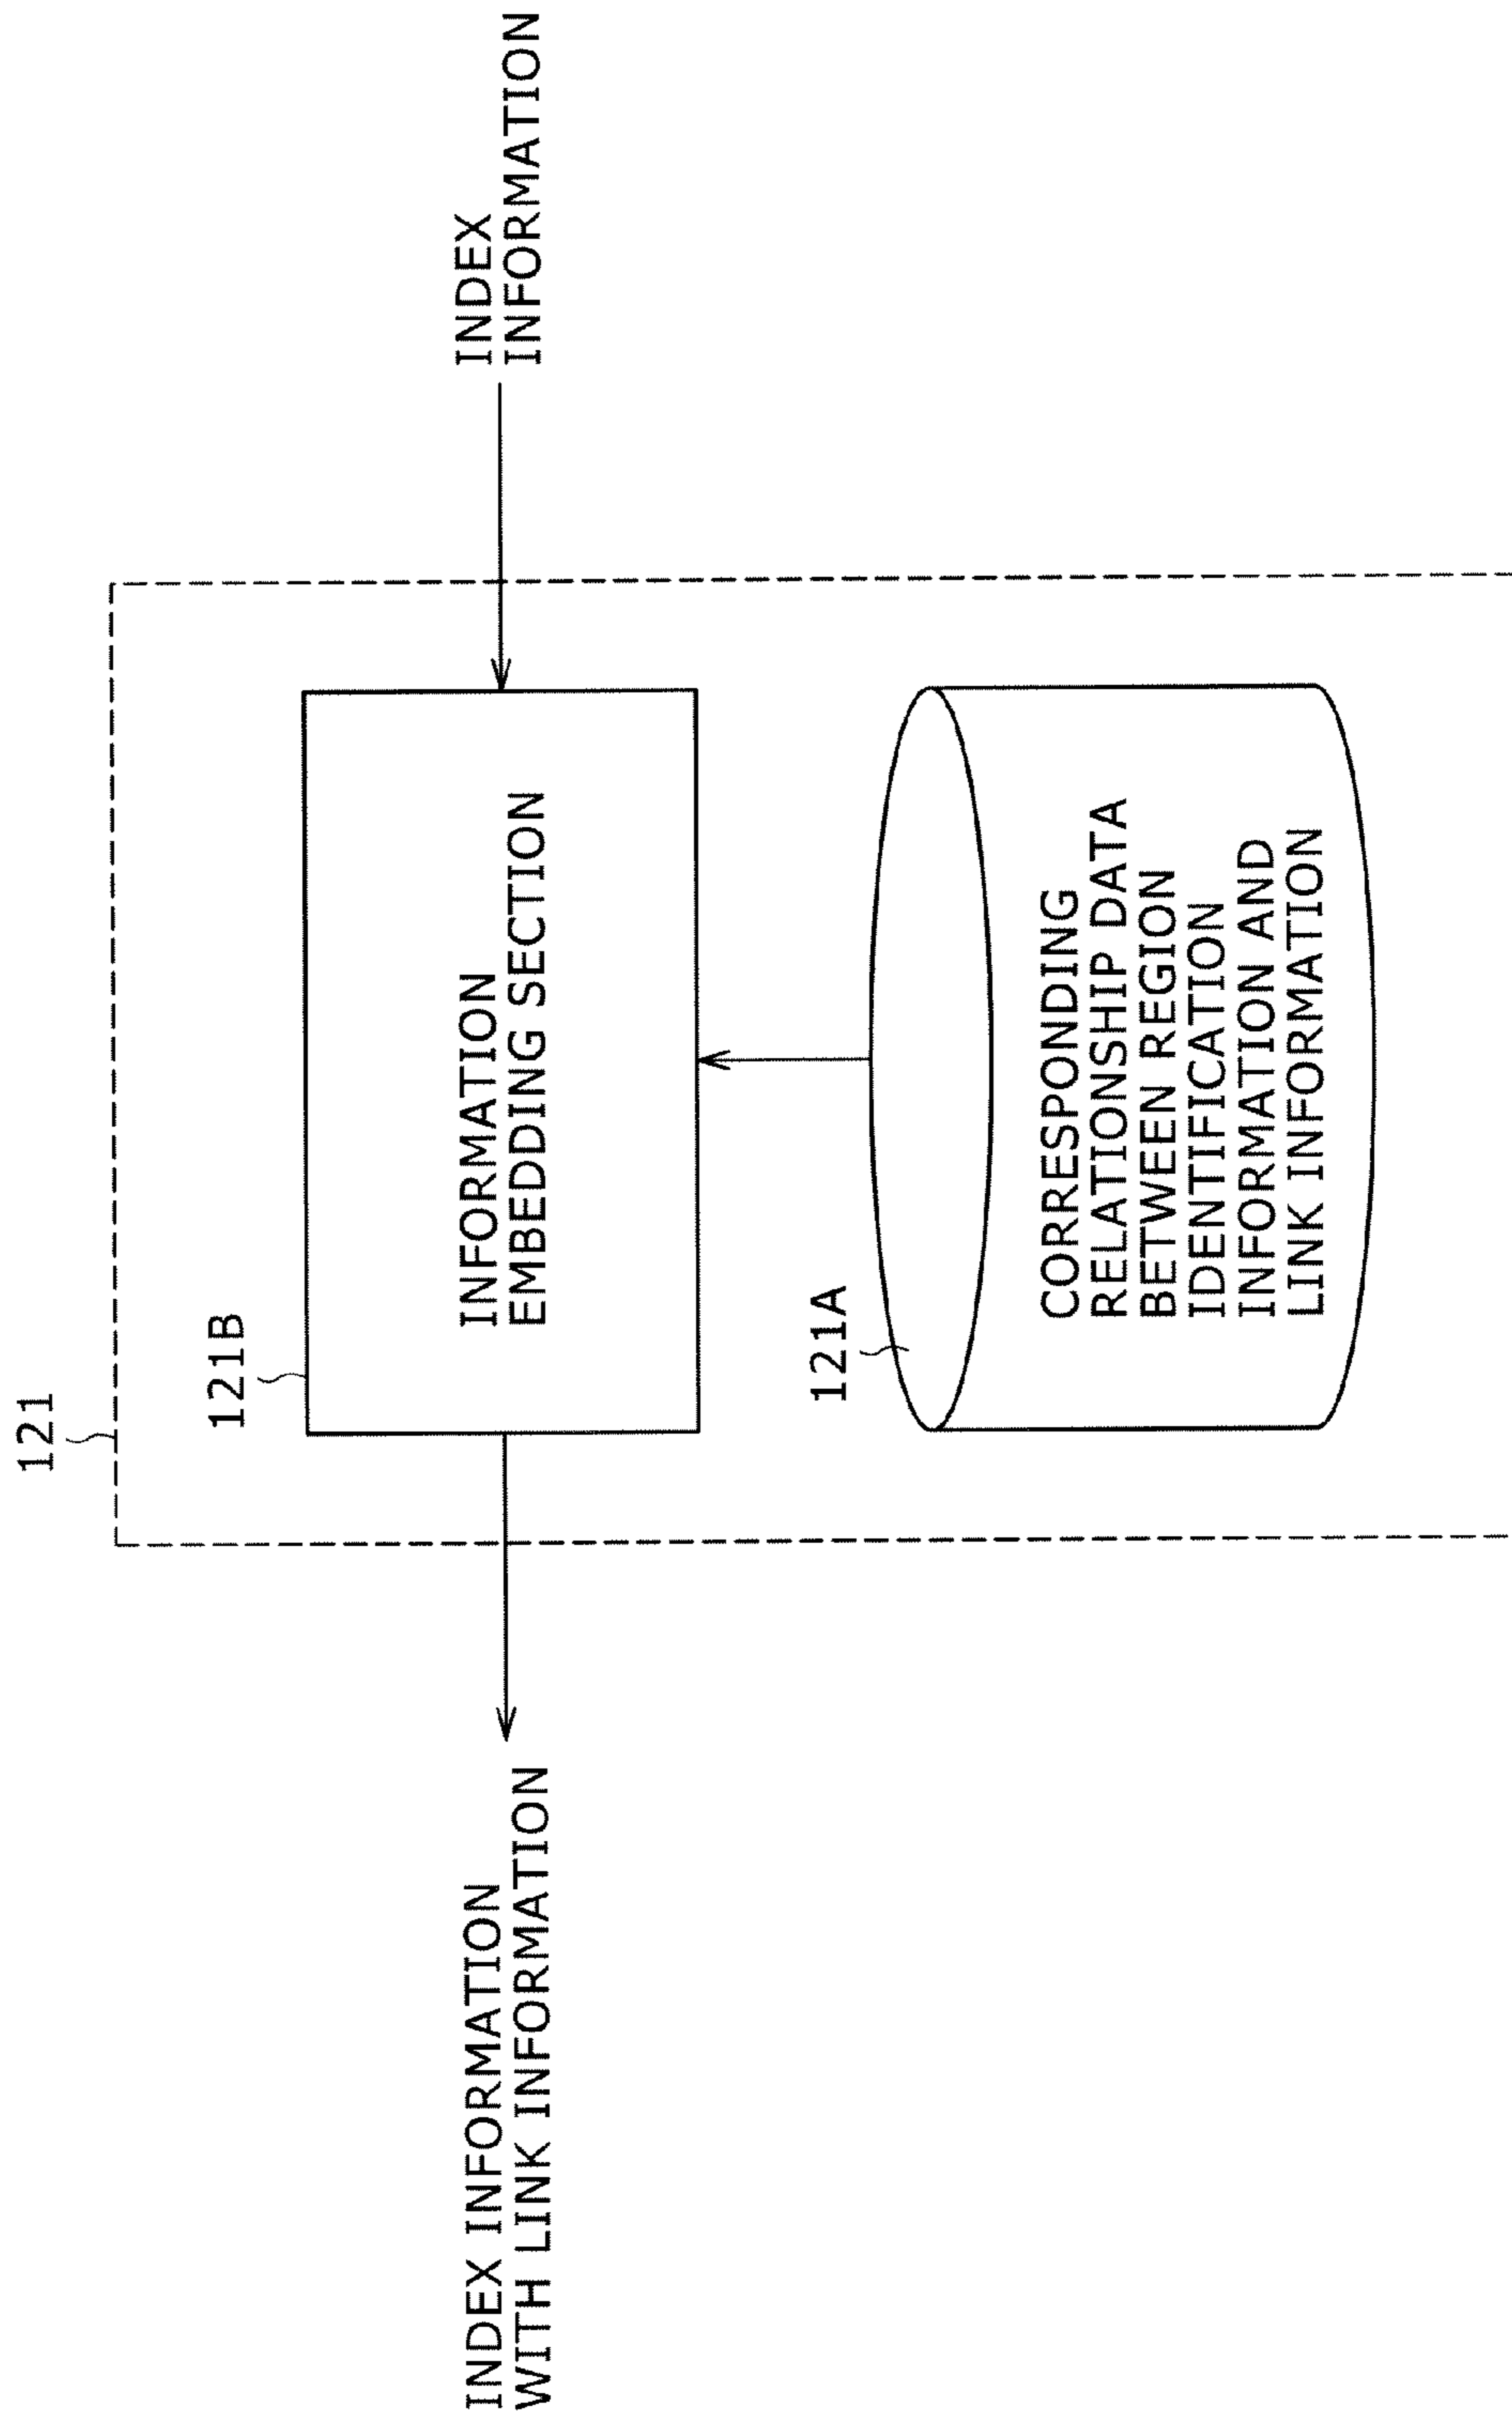 121
121B
INFORMATION
EMBEDDING SECTION
INDEX
INFORMATION
INDEX INFORMATION
WITH LINK INFORMATION
121A
CORRESPONDING
RELATIONSHIP DATA
BETWEEN REGION
IDENTIFICATION
INFORMATION AND
LINK INFORMATION